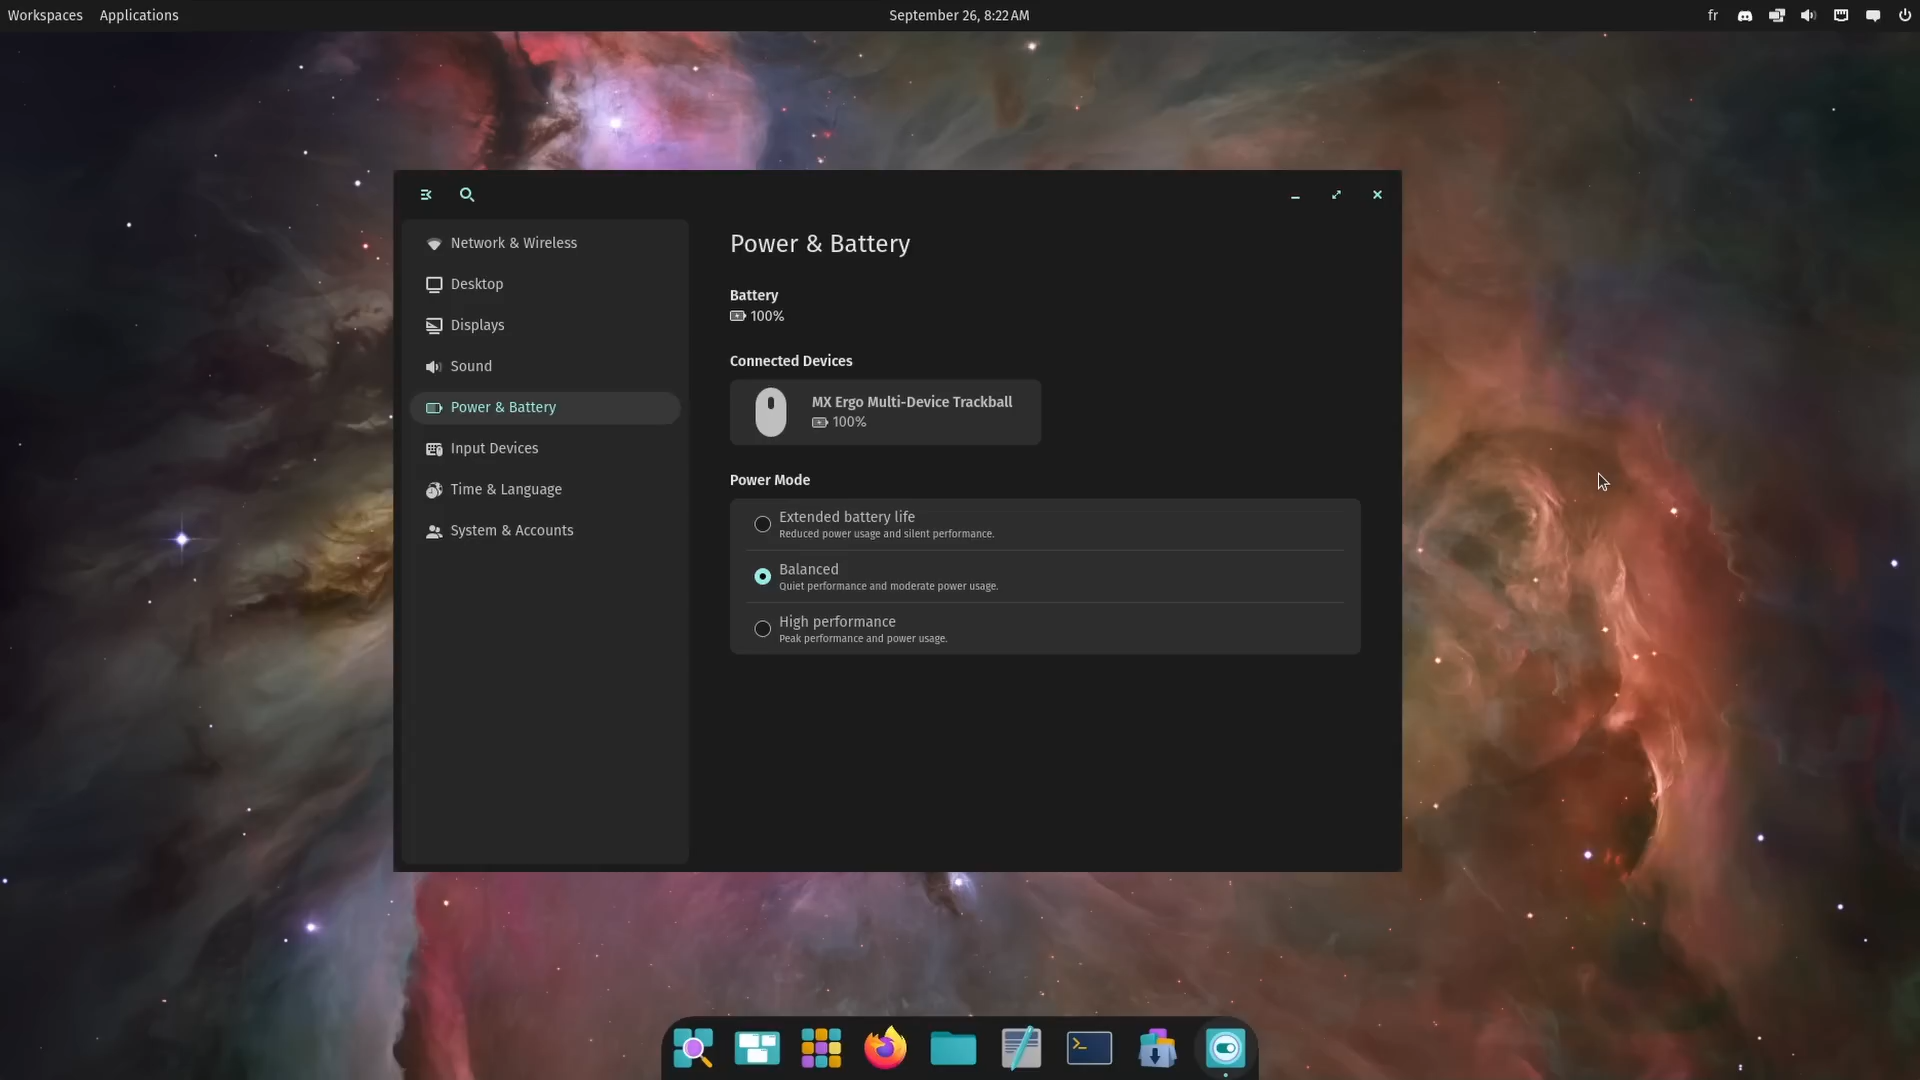 Workspaces Applications September 26, 8:22 AM fr
Network & Wireless
Desktop
Displays
Sound
Power & Battery
Input Devices
Time & Language
System & Accounts
Power & Battery
Battery
100%
Connected Devices
MX Ergo Multi-Device Trackball
100%
Power Mode
Extended battery life
Reduced power usage and silent performance.
Balanced
Quiet performance and moderate power usage.
High performance
Peak performance and power usage.